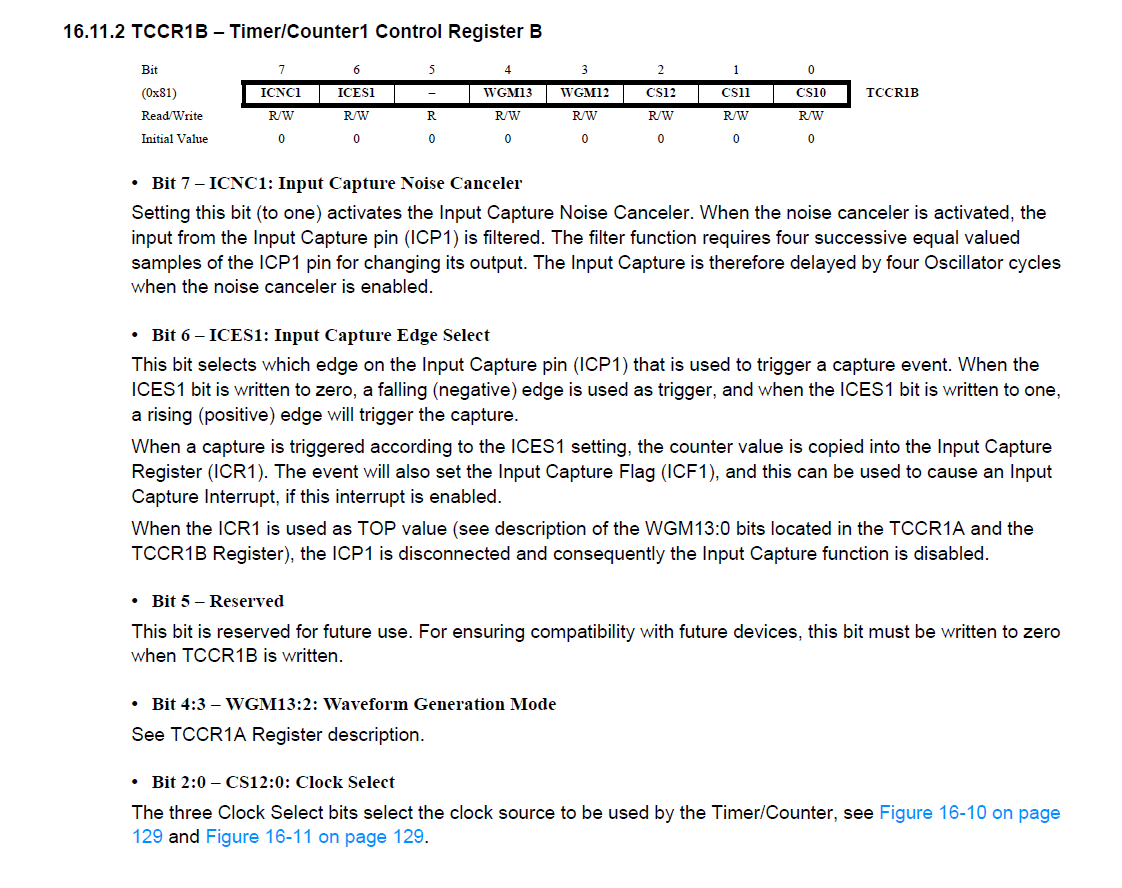 16.11.2 TCCR1B – Timer/Counter1 Control Register B
Bit 7 6 5 4 3 2 1 0
(0x81) ICNC1 ICES1 – WGM13 WGM12 CS12 CS11 CS10 TCCR1B
Read/Write R/W R/W R R/W R/W R/W R/W R/W
Initial Value 0 0 0 0 0 0 0 0
• Bit 7 – ICNC1: Input Capture Noise Canceler
Setting this bit (to one) activates the Input Capture Noise Canceler. When the noise canceler is activated, the
input from the Input Capture pin (ICP1) is filtered. The filter function requires four successive equal valued
samples of the ICP1 pin for changing its output. The Input Capture is therefore delayed by four Oscillator cycles
when the noise canceler is enabled.
• Bit 6 – ICES1: Input Capture Edge Select
This bit selects which edge on the Input Capture pin (ICP1) that is used to trigger a capture event. When the
ICES1 bit is written to zero, a falling (negative) edge is used as trigger, and when the ICES1 bit is written to one,
a rising (positive) edge will trigger the capture.
When a capture is triggered according to the ICES1 setting, the counter value is copied into the Input Capture
Register (ICR1). The event will also set the Input Capture Flag (ICF1), and this can be used to cause an Input
Capture Interrupt, if this interrupt is enabled.
When the ICR1 is used as TOP value (see description of the WGM13:0 bits located in the TCCR1A and the
TCCR1B Register), the ICP1 is disconnected and consequently the Input Capture function is disabled.
• Bit 5 – Reserved
This bit is reserved for future use. For ensuring compatibility with future devices, this bit must be written to zero
when TCCR1B is written.
• Bit 4:3 – WGM13:2: Waveform Generation Mode
See TCCR1A Register description.
• Bit 2:0 – CS12:0: Clock Select
The three Clock Select bits select the clock source to be used by the Timer/Counter, see Figure 16-10 on page
129 and Figure 16-11 on page 129.